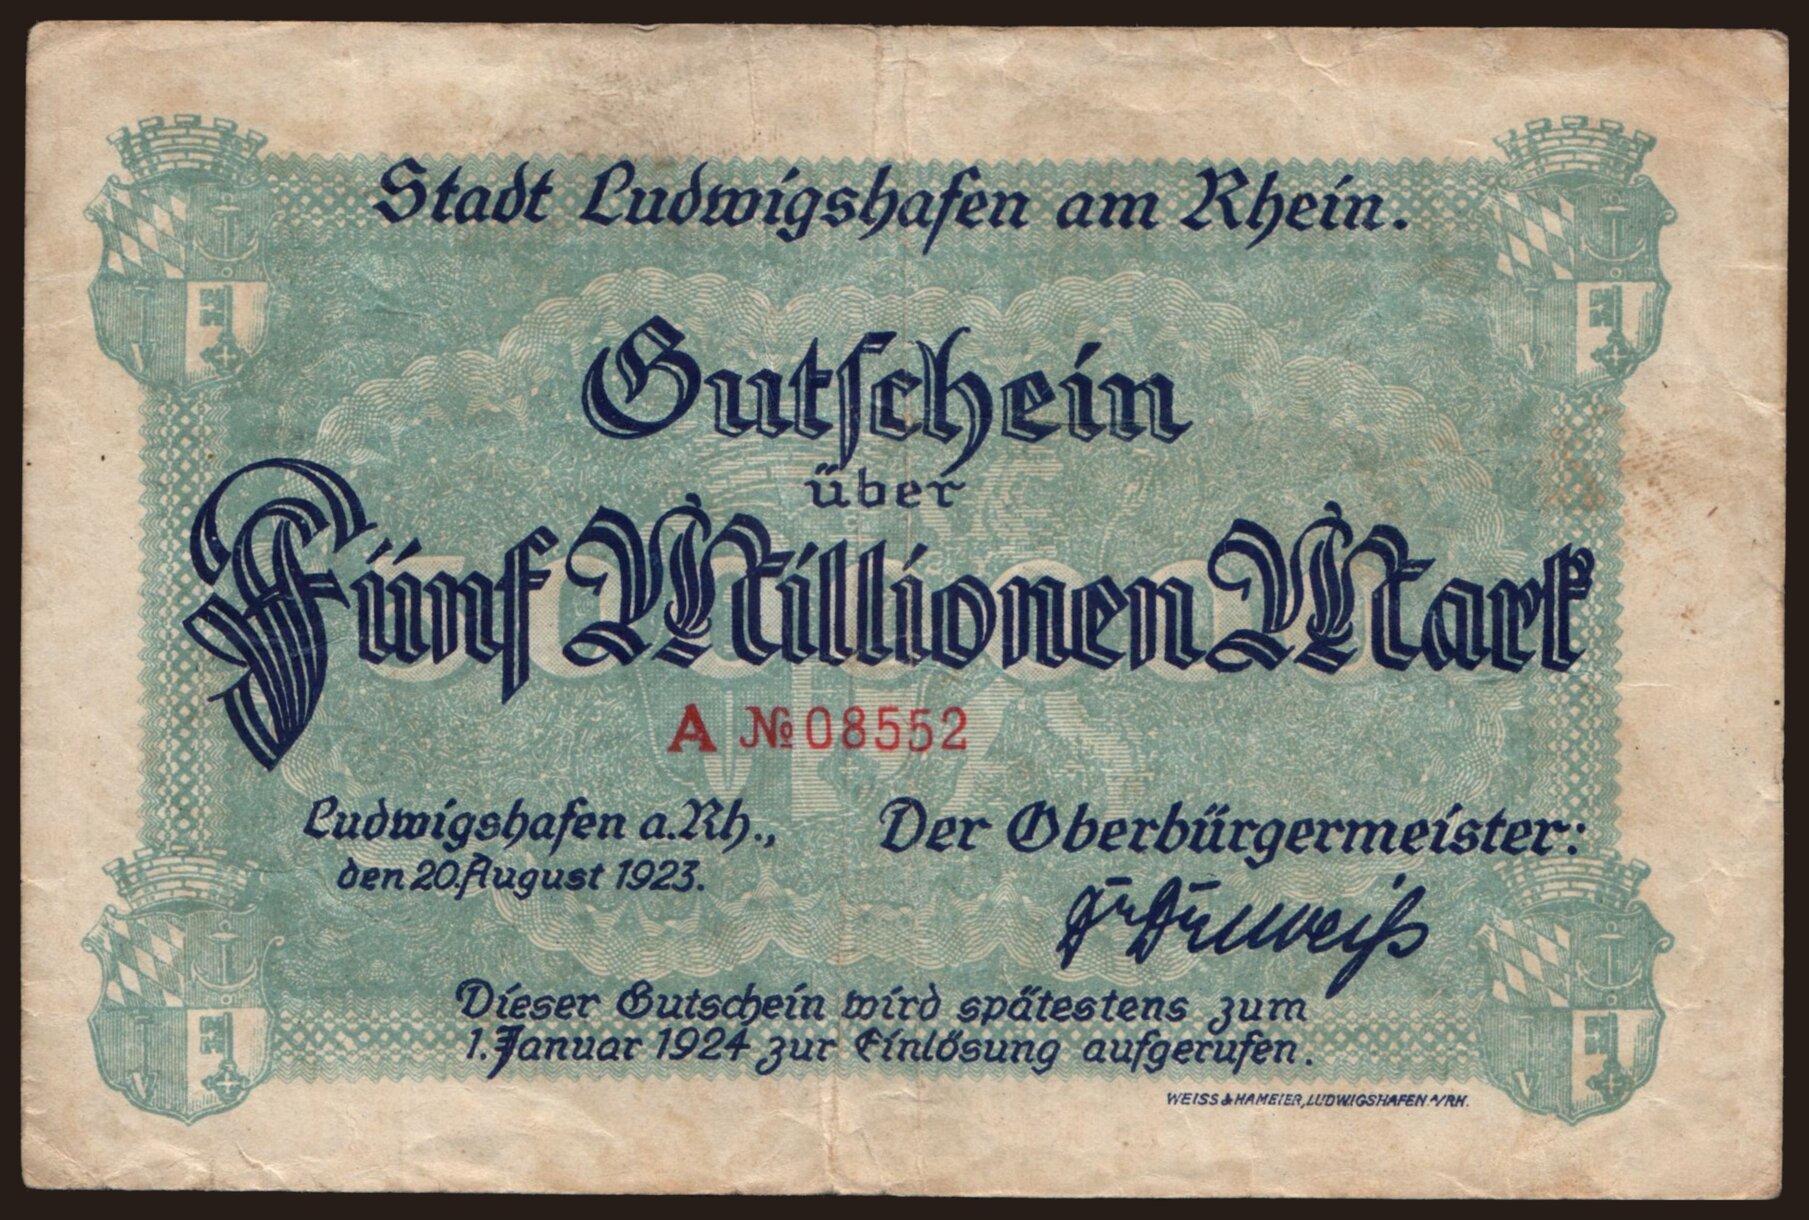 Stadt Ludwigshafen am Rhein.
Gutschein
über
Fünf Millionen Mark
A № 08552
Ludwigshafen a. Rh.,
den 20. August 1923.
Der Oberbürgermeister:
Dieser Gutschein wird spätestens zum
1. Januar 1924 zur Einlösung aufgerufen.
WEISS & HAMEIER, LUDWIGSHAFEN A/RH.